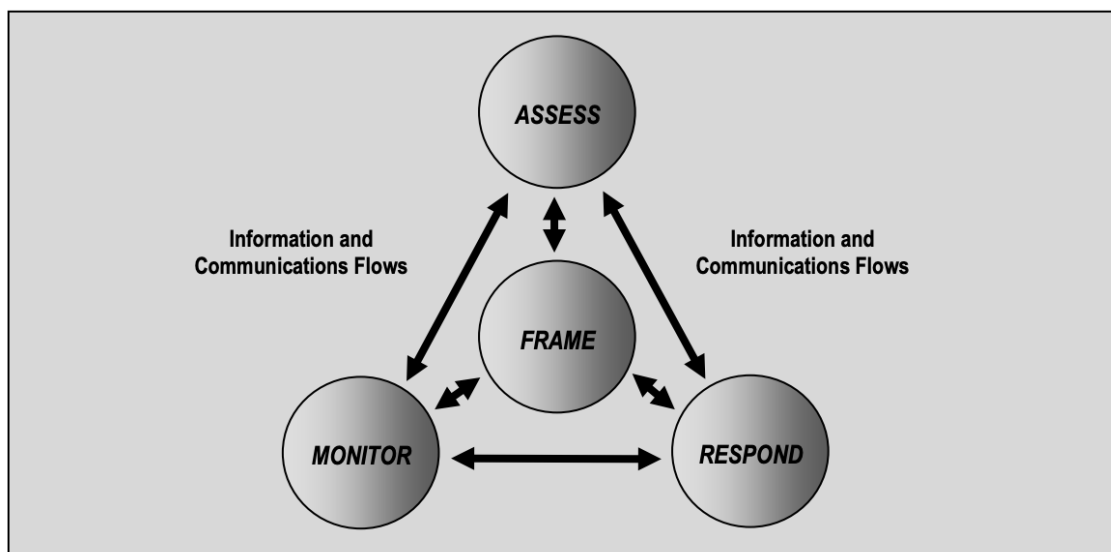 ASSESS
Information and
Communications Flows
Information and
Communications Flows
FRAME
MONITOR
RESPOND